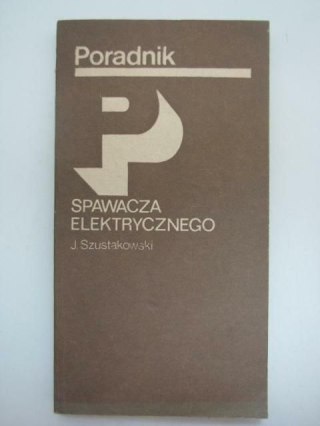 Poradnik
P
SPAWACZA
ELEKTRYCZNEGO
J. Szustakowski